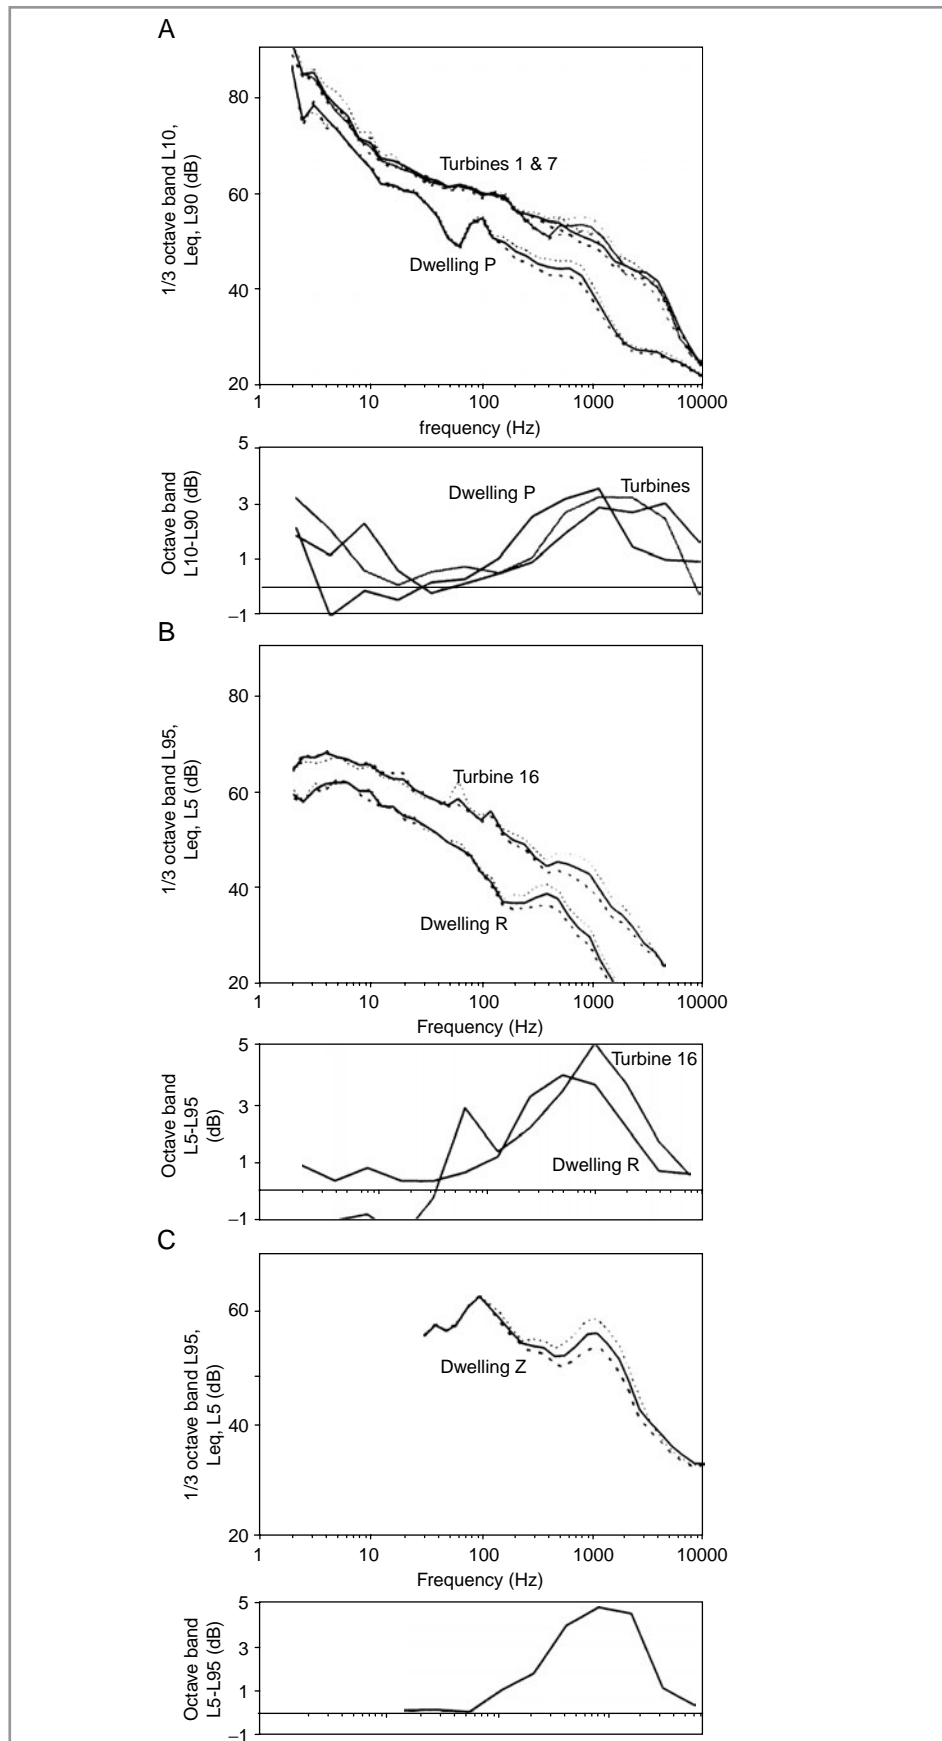 A
1/3 octave band L10,
Leq, L90 (dB)
80
60
40
20
Turbines 1 & 7
Dwelling P
1 10 100 1000 10000
frequency (Hz)
Octave band
L10-L90 (dB)
5
3
1
–1
Dwelling P
Turbines
B
1/3 octave band L95,
Leq, L5 (dB)
80
60
40
20
Turbine 16
Dwelling R
1 10 100 1000 10000
Frequency (Hz)
Octave band
L5-L95
(dB)
5
3
1
–1
Turbine 16
Dwelling R
C
1/3 octave band L95,
Leq, L5 (dB)
60
40
20
Dwelling Z
1 10 100 1000 10000
Frequency (Hz)
Octave band
L5-L95 (dB)
5
3
1
–1